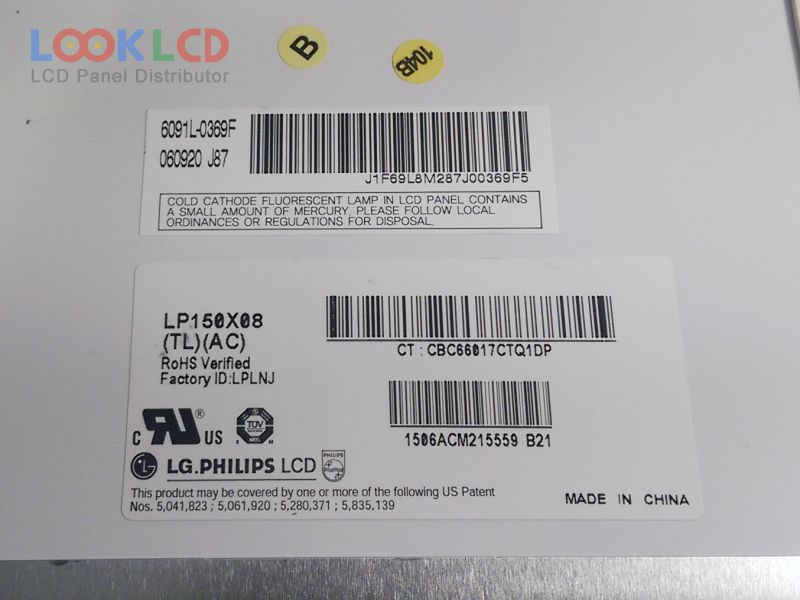 LOOKLCD
LCD Panel Distributor
B
104B
6091L-0369F
060920 J87
J1F69L8M287J00369F5
COLD CATHODE FLUORESCENT LAMP IN LCD PANEL CONTAINS
A SMALL AMOUNT OF MERCURY. PLEASE FOLLOW LOCAL
ORDINANCES OR REGULATIONS FOR DISPOSAL.
LP150X08
(TL)(AC)
RoHS Verified
Factory ID:LPLNJ
CT : CBC66017CTQ1DP
1506ACM215559 B21
C RU ® US
TUV
LG LG.PHILIPS LCD PHILIPS
This product may be covered by one or more of the following US Patent
Nos. 5,041,823 ; 5,061,920 ; 5,280,371 ; 5,835,139
MADE IN CHINA